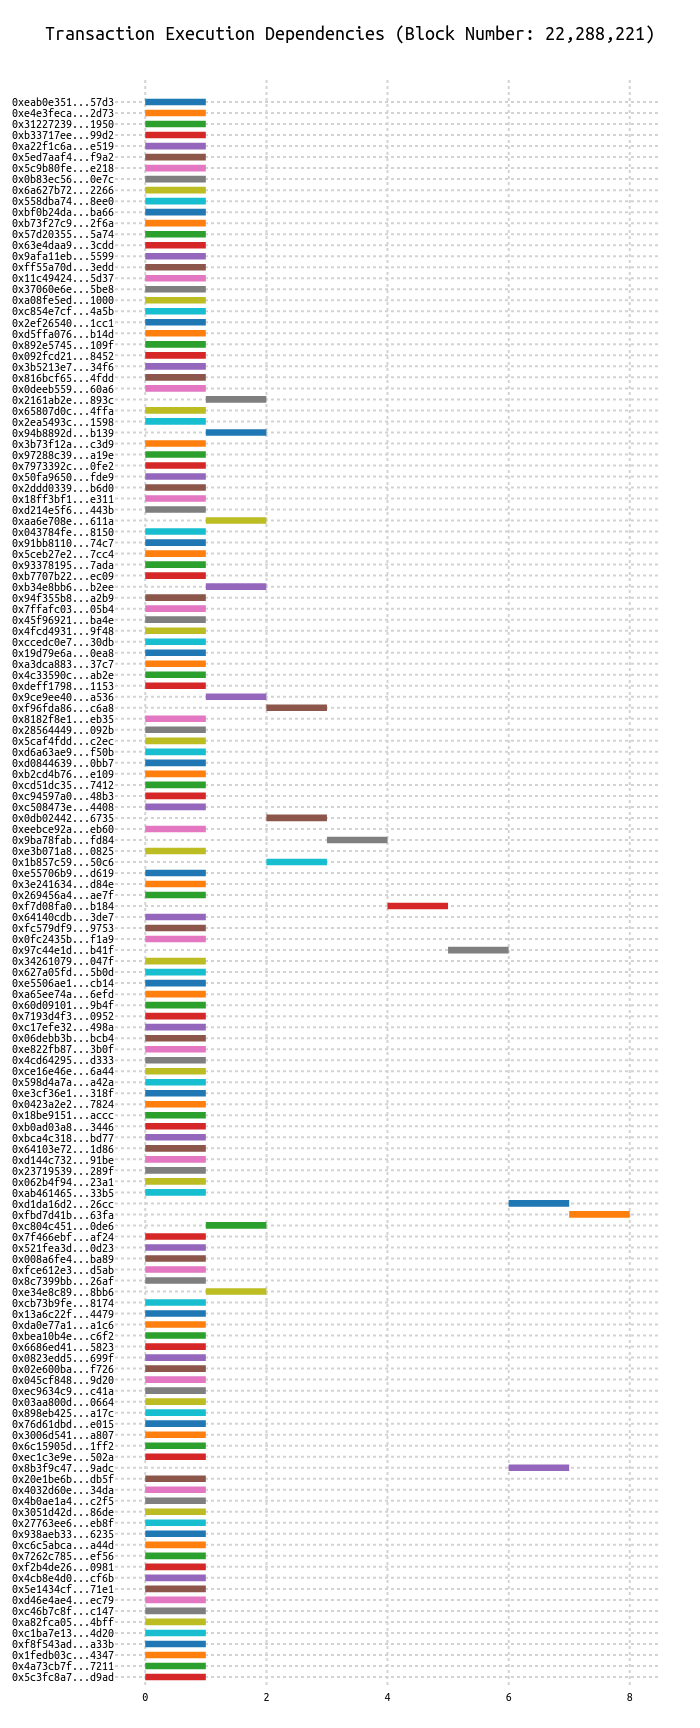 Transaction Execution Dependencies (Block Number: 22,288,221)
0xeab0e351...57d3
0xe4e3feca...2d73
0x31227239...1950
0xb33717ee...99d2
0xa22f1c6a...e519
0x5ed7aaf4...f9a2
0x5c9b80fe...e218
0x0b83ec56...0e7c
0x6a627b72...2266
0x558dba74...8ee0
0xbf0b24da...ba66
0xb73f27c9...2f6a
0x57d20355...5a74
0x63e4daa9...3cdd
0x9afa11eb...5599
0xff55a70d...3edd
0x11c49424...5d37
0x37060e6e...5be8
0xa08fe5ed...1000
0xc854e7cf...4a5b
0x2ef26540...1cc1
0xd5ffa076...b14d
0x892e5745...109f
0x092fcd21...8452
0x3b5213e7...34f6
0x816bcf65...4fdd
0x0deeb559...60a6
0x2161ab2e...893c
0x65807d0c...4ffa
0x2ea5493c...1598
0x94b8892d...b139
0x3b73f12a...c3d9
0x97288c39...a19e
0x7973392c...0fe2
0x50fa9650...fde9
0x2ddd0339...b6d0
0x18ff3bf1...e311
0xd214e5f6...443b
0xaa6e708e...611a
0x043784fe...8150
0x91bb8110...74c7
0x5ceb27e2...7cc4
0x93378195...7ada
0xb7707b22...ec09
0xb34e8bb6...b2ee
0x94f355b8...a2b9
0x7ffafc03...05b4
0x45f96921...ba4e
0x4fcd4931...9f48
0xccedc0e7...30db
0x19d79e6a...0ea8
0xa3dca883...37c7
0x4c33590c...ab2e
0xdeff1798...1153
0x9ce9ee40...a536
0xf96fda86...c6a8
0x8182f8e1...eb35
0x28564449...092b
0x5caf4fdd...c2ec
0xd6a63ae9...f50b
0xd0844639...0bb7
0xb2cd4b76...e109
0xcd51dc35...7412
0xc94597a0...48b3
0xc508473e...4408
0x0db02442...6735
0xeebce92a...eb60
0x9ba78fab...fd84
0xe3b071a8...0825
0x1b857c59...50c6
0xe55706b9...d619
0x3e241634...d84e
0x269456a4...ae7f
0xf7d08fa0...b184
0x64140cdb...3de7
0xfc579df9...9753
0x0fc2435b...f1a9
0x97c44e1d...b41f
0x34261079...047f
0x627a05fd...5b0d
0xe5506ae1...cb14
0xa65ee74a...6efd
0x60d09101...9b4f
0x7193d4f3...0952
0xc17efe32...498a
0x06debb3b...bcb4
0xe822fb87...3b0f
0x4cd64295...d333
0xce16e46e...6a44
0x598d4a7a...a42a
0xe3cf36e1...318f
0x0423a2e2...7824
0x18be9151...accc
0xb0ad03a8...3446
0xbca4c318...bd77
0x64103e72...1d86
0xd144c732...91be
0x23719539...289f
0x062b4f94...23a1
0xab461465...33b5
0xd1da16d2...26cc
0xfbd7d41b...63fa
0xc804c451...0de6
0x7f466ebf...af24
0x521fea3d...0d23
0x008a6fe4...ba89
0xfce612e3...d5ab
0x8c7399bb...26af
0xe34e8c89...8bb6
0xcb73b9fe...8174
0x13a6c22f...4479
0xda0e77a1...a1c6
0xbea10b4e...c6f2
0x6686ed41...5823
0x0823edd5...699f
0x02e600ba...f726
0x045cf848...9d20
0xec9634c9...c41a
0x03aa800d...0664
0x898eb425...a17c
0x76d61dbd...e015
0x3006d541...a807
0x6c15905d...1ff2
0xec1c3e9e...502a
0x8b3f9c47...9adc
0x20e1be6b...db5f
0x4032d60e...34da
0x4b0ae1a4...c2f5
0x3051d42d...86de
0x27763ee6...eb8f
0x938aeb33...6235
0xc6c5abca...a44d
0x7262c785...ef56
0xf2b4de26...0981
0x4cb8e4d0...cf6b
0x5e1434cf...71e1
0xd46e4ae4...ec79
0xc46b7c8f...c147
0xa82fca05...4bff
0xc1ba7e13...4d20
0xf8f543ad...a33b
0x1fedb03c...4347
0x4a73cb7f...7211
0x5c3fc8a7...d9ad
0 2 4 6 8